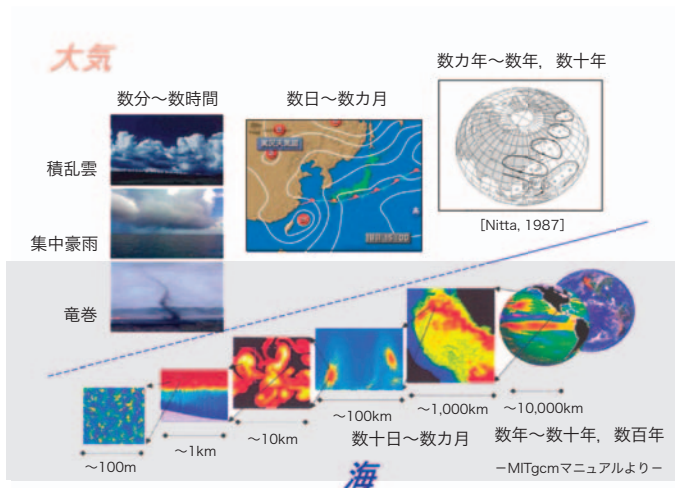 大気
数カ年～数年，数十年
数分～数時間
数日～数カ月
積乱雲
集中豪雨
竜巻
[Nitta, 1987]
～100m
～1km
～10km
～100km
～1,000km
～10,000km
数十日～数カ月
数年～数十年，数百年
海
−MITgcmマニュアルより−